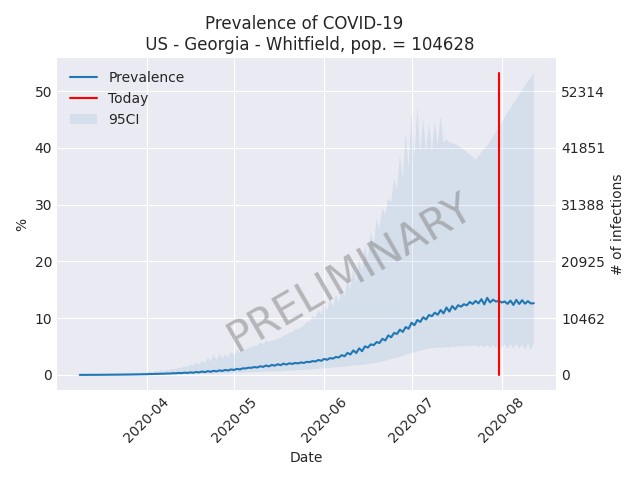 Prevalence of COVID-19
US - Georgia - Whitfield, pop. = 104628
Prevalence
Today
95CI
%
50
40
30
20
10
0
52314
41851
31388
20925
10462
0
# of infections
PRELIMINARY
2020-04
2020-05
2020-06
2020-07
2020-08
Date